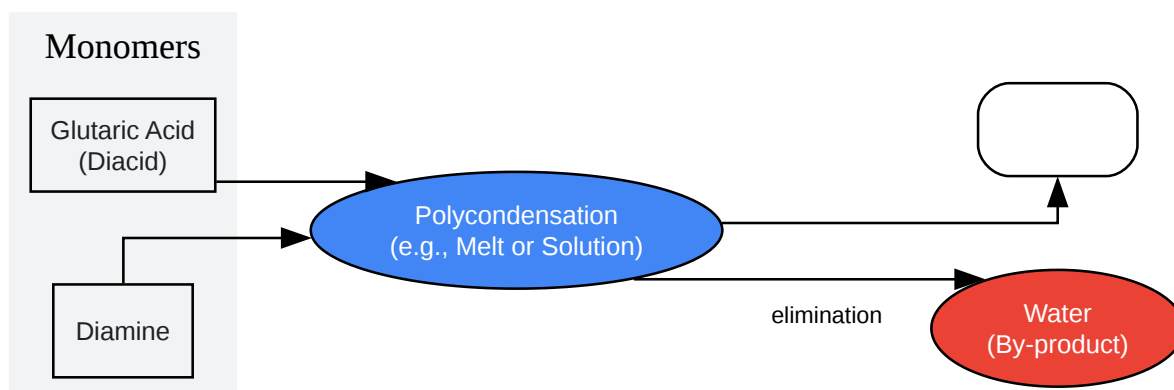 Monomers
Glutaric Acid
(Diacid)
Diamine
Polycondensation
(e.g., Melt or Solution)
elimination
Water
(By-product)